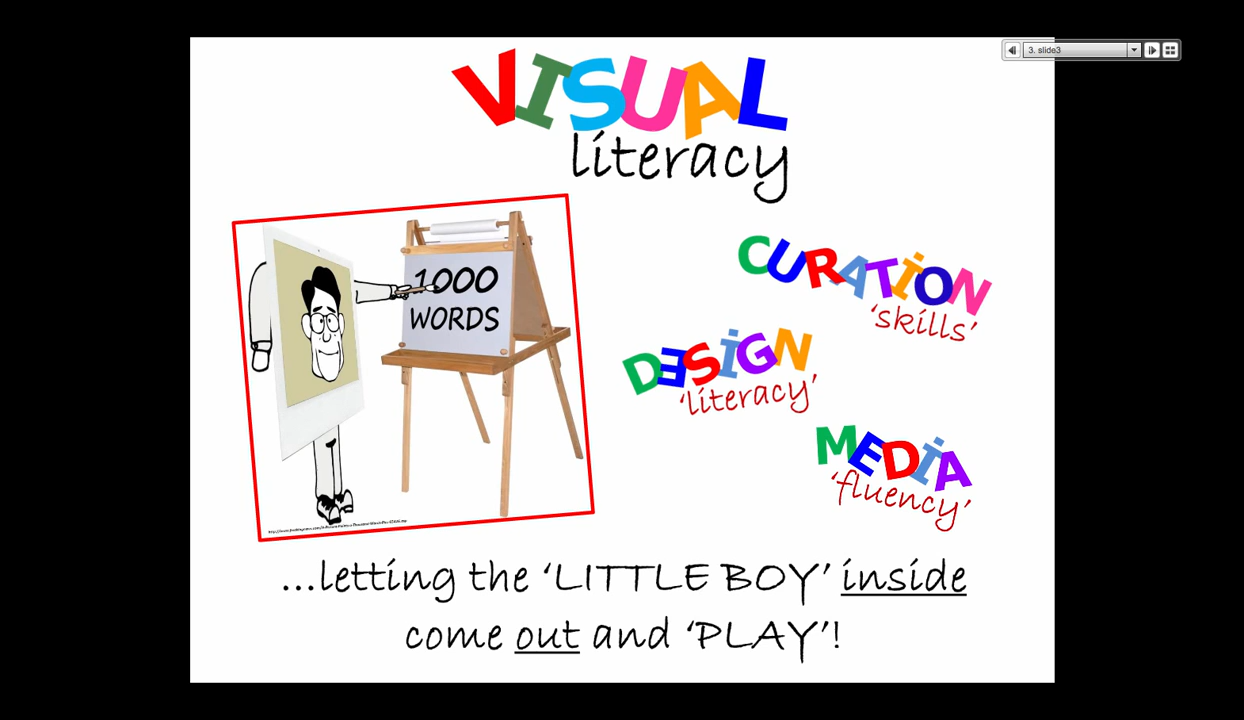 3. slide3
VISUAL
literacy
1000
WORDS
CURATION
'skills'
DESIGN
'literacy'
MEDIA
'fluency'
...letting the 'LITTLE BOY' inside
come out and 'PLAY'!